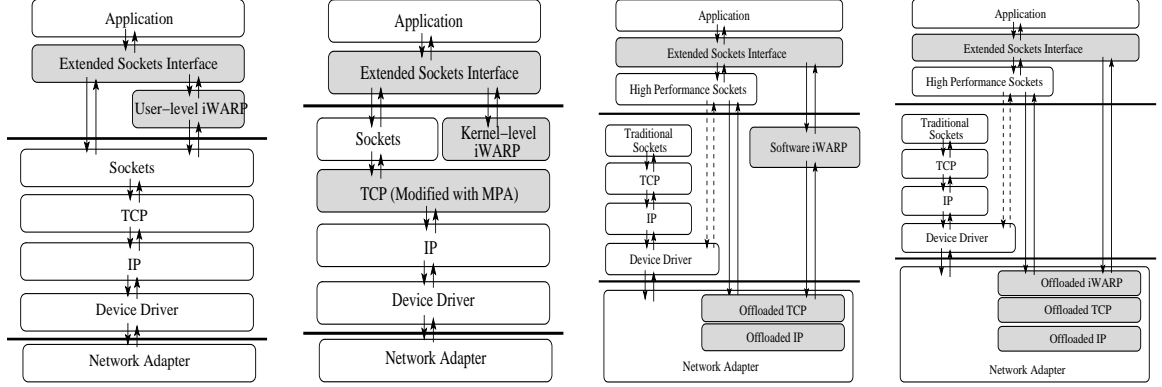 Application
Extended Sockets Interface
User-level iWARP
Sockets
TCP
IP
Device Driver
Network Adapter
Application
Extended Sockets Interface
Sockets
Kernel-level
iWARP
TCP (Modified with MPA)
IP
Device Driver
Network Adapter
Application
Extended Sockets Interface
High Performance Sockets
Traditional
Sockets
Software iWARP
TCP
IP
Device Driver
Offloaded TCP
Offloaded IP
Network Adapter
Application
Extended Sockets Interface
High Performance Sockets
Traditional
Sockets
TCP
IP
Device Driver
Offloaded iWARP
Offloaded TCP
Offloaded IP
Network Adapter